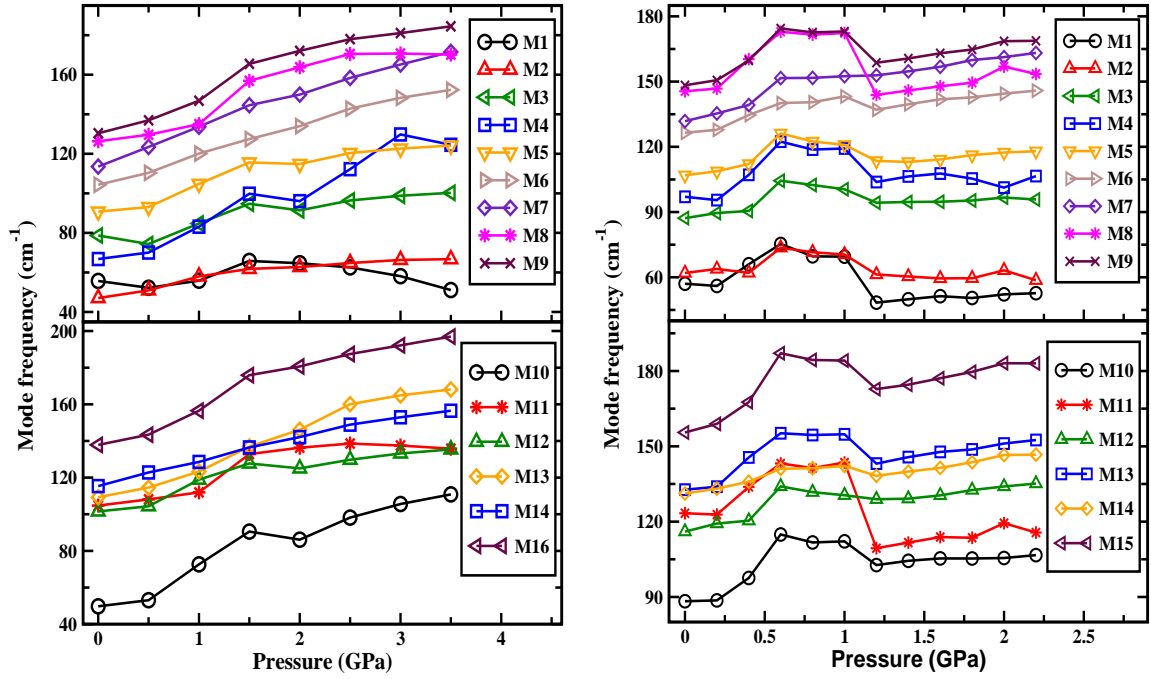 160
120
80
40
Mode frequency (cm⁻¹)
M1
M2
M3
M4
M5
M6
M7
M8
M9
200
160
120
80
40
M10
M11
M12
M13
M14
M16
0
1
2
3
4
Pressure (GPa)
180
150
120
90
60
Mode frequency (cm⁻¹)
M1
M2
M3
M4
M5
M6
M7
M8
M9
180
150
120
90
M10
M11
M12
M13
M14
M15
0
0.5
1
1.5
2
2.5
Pressure (GPa)